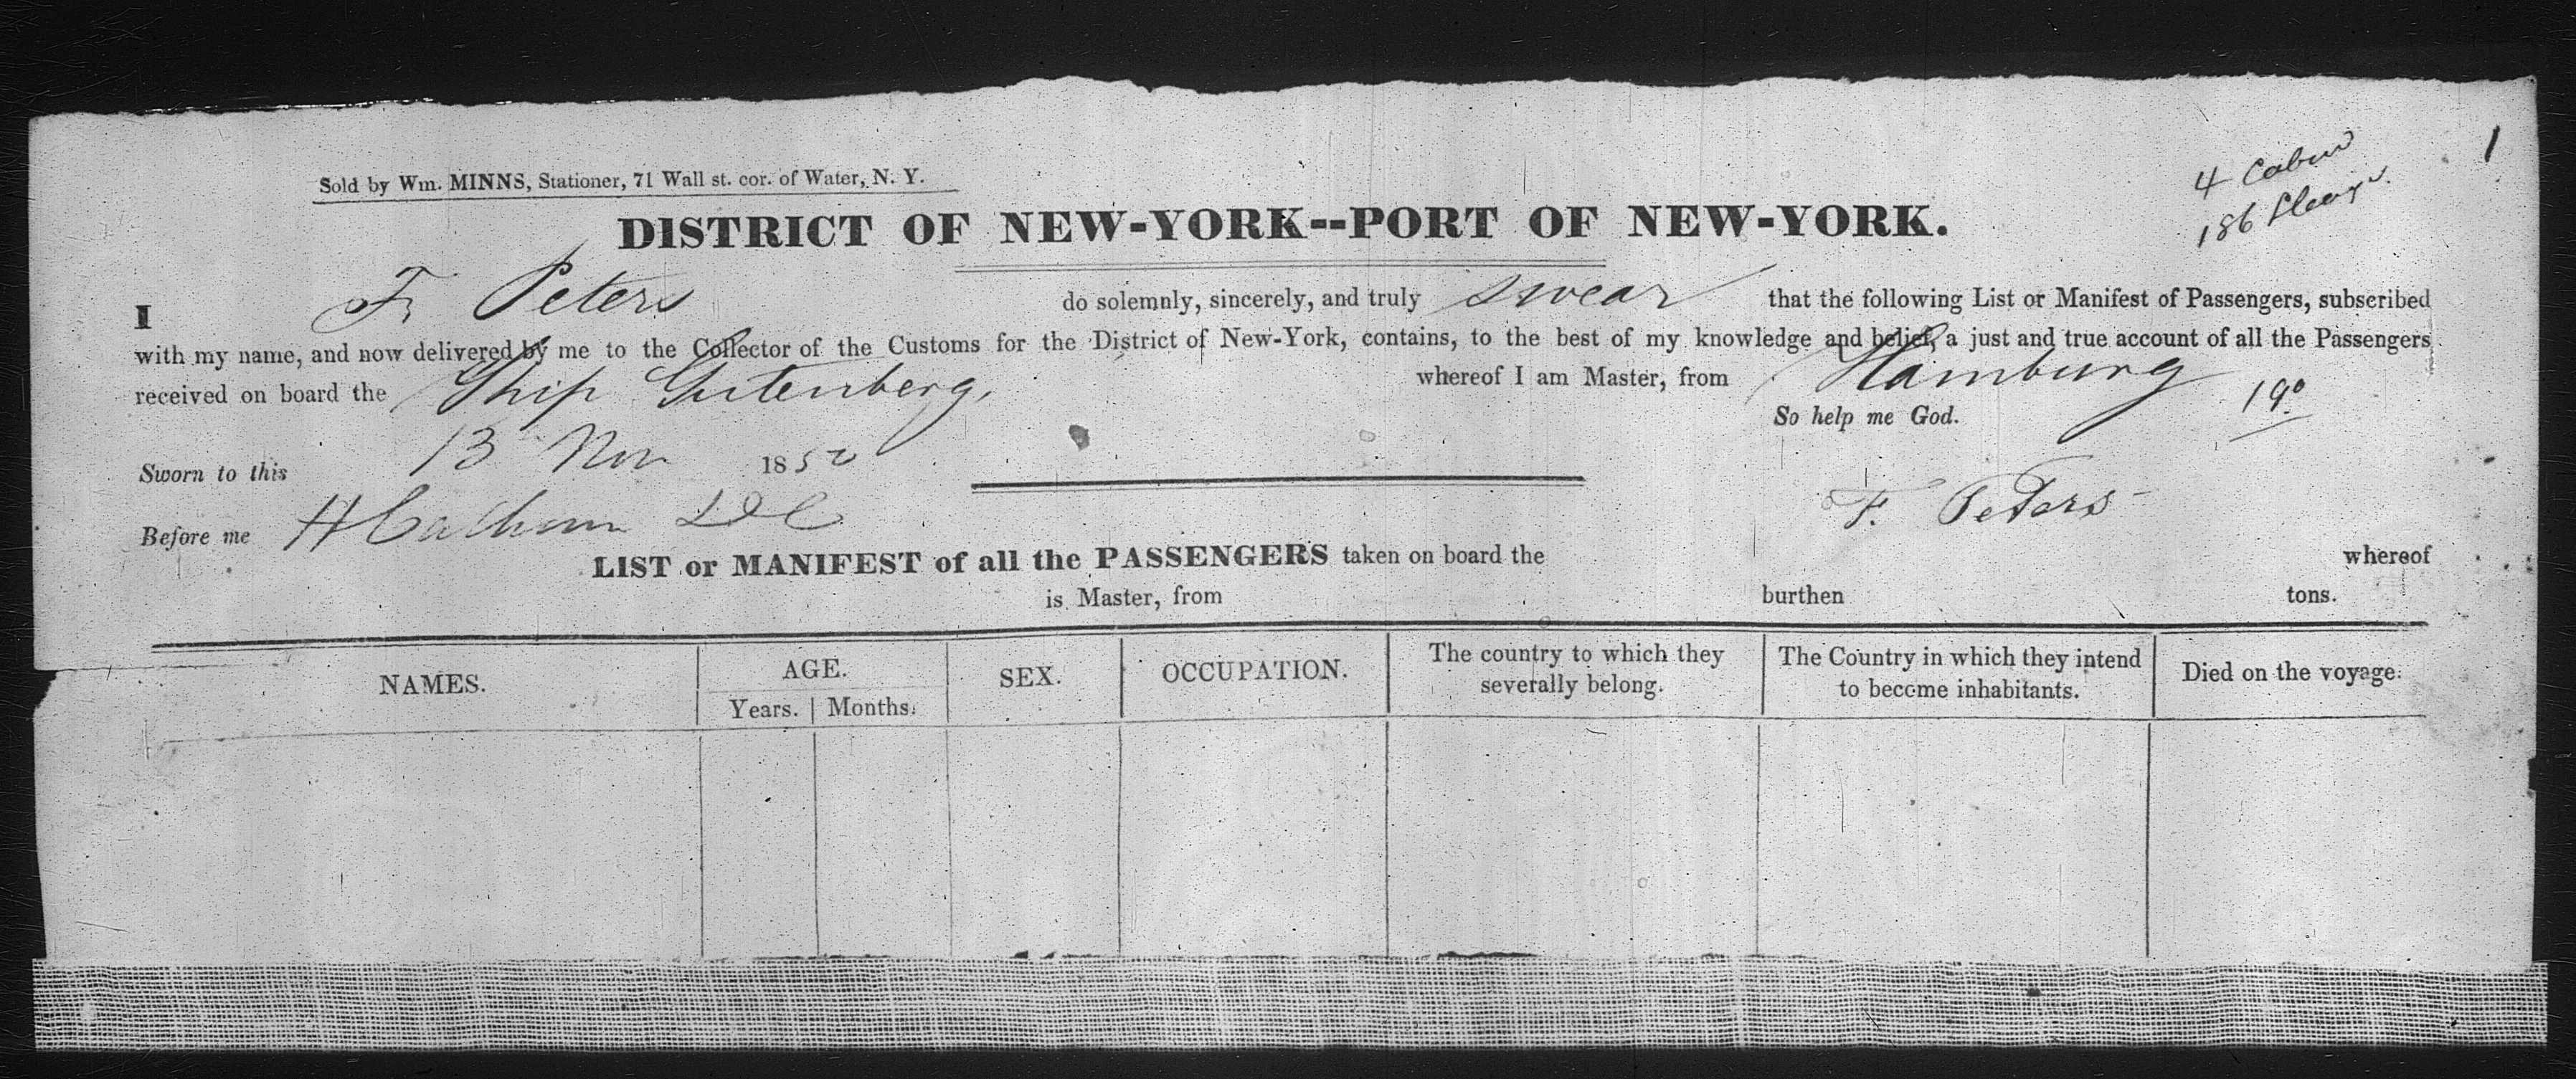 1
4 Cabin
186 Steerge
Sold by Wm. MINNS, Stationer, 71 Wall st. cor. of Water, N. Y.
DISTRICT OF NEW-YORK--PORT OF NEW-YORK.
I F. Peters do solemnly, sincerely, and truly swear that the following List or Manifest of Passengers, subscribed
with my name, and now delivered by me to the Collector of the Customs for the District of New-York, contains, to the best of my knowledge and belief, a just and true account of all the Passengers
received on board the Ship Gutenberg, whereof I am Master, from Hamburg
So help me God. 190
Sworn to this 13 Nov 1850
F. Peters
Before me H Calhoun
LIST or MANIFEST of all the PASSENGERS taken on board the whereof
is Master, from burthen tons.
NAMES. AGE. SEX. OCCUPATION. The country to which they severally belong. The Country in which they intend to become inhabitants. Died on the voyage.
Years. Months.